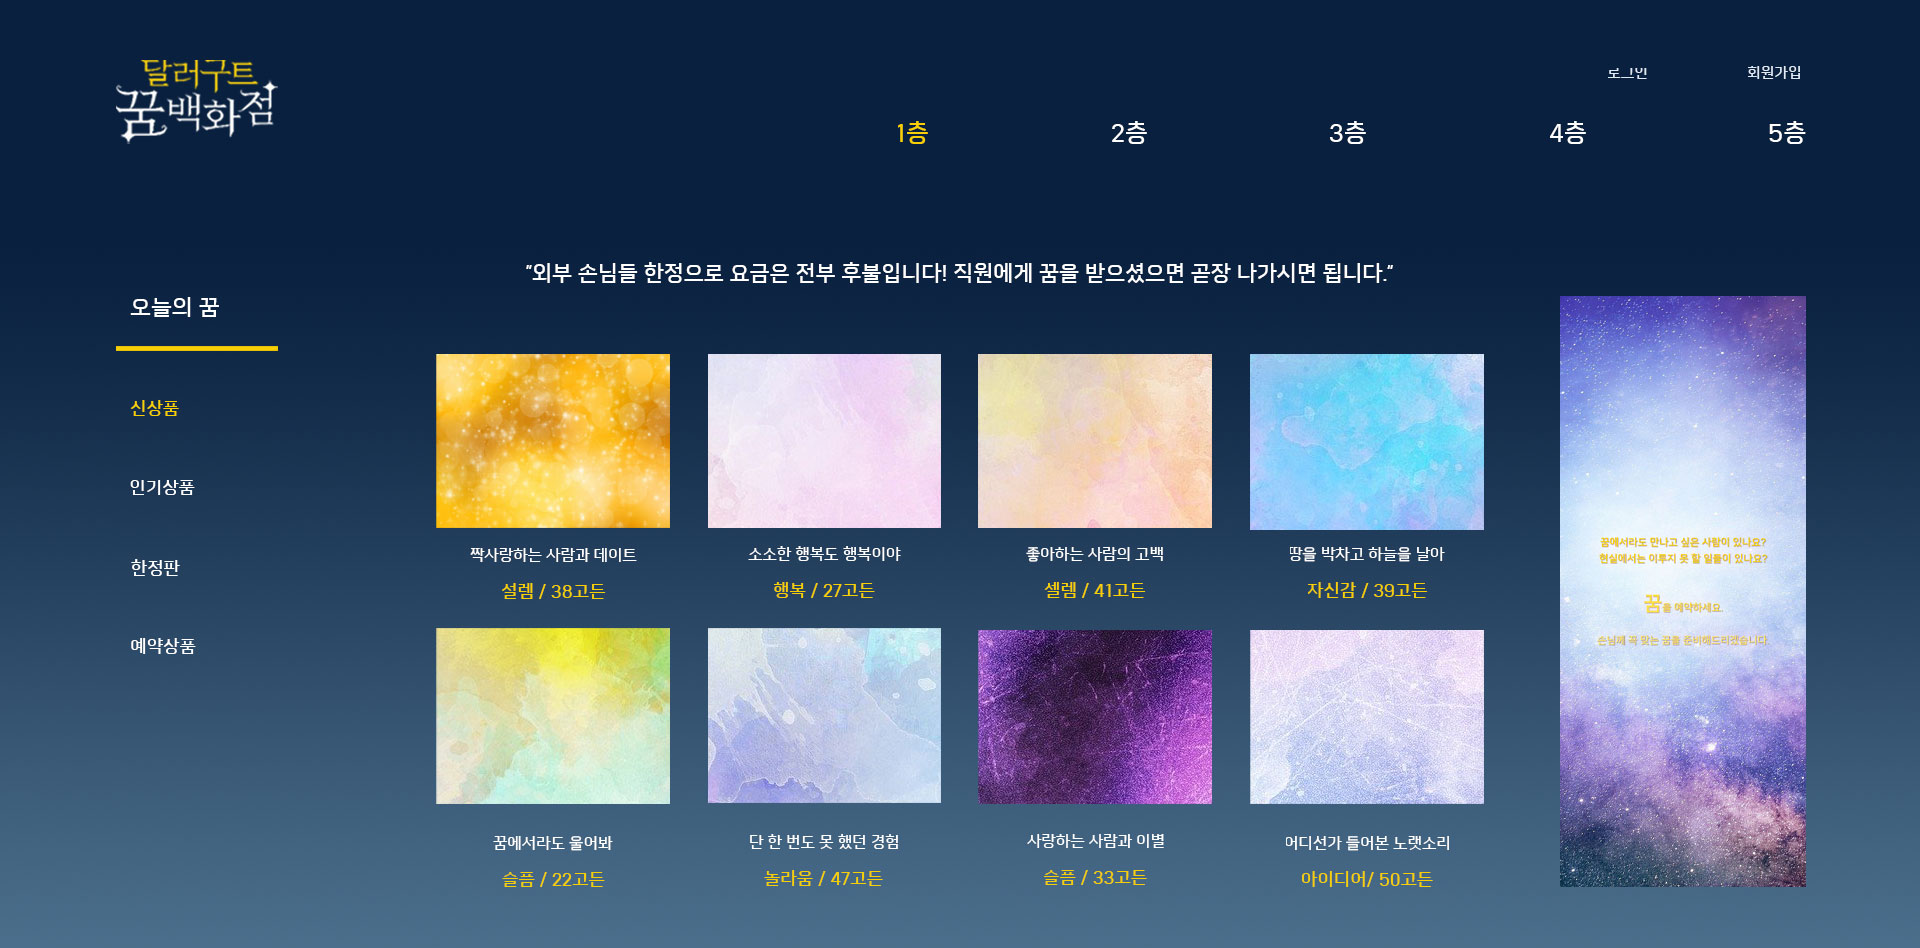 달러구트
꿈백화점
로그인
회원가입
1층
2층
3층
4층
5층
"외부 손님들 한정으로 요금은 전부 후불입니다! 직원에게 꿈을 받으셨으면 곧장 나가시면 됩니다."
오늘의 꿈
신상품
인기상품
한정판
예약상품
짝사랑하는 사람과 데이트
설렘 / 38고든
소소한 행복도 행복이야
행복 / 27고든
좋아하는 사람의 고백
셀렘 / 41고든
땅을 박차고 하늘을 날아
자신감 / 39고든
꿈에서라도 울어봐
슬픔 / 22고든
단 한 번도 못 했던 경험
놀라움 / 47고든
사랑하는 사람과 이별
슬픔 / 33고든
어디선가 들어본 노랫소리
아이디어/ 50고든
꿈에서라도 만나고 싶은 사람이 있나요?
현실에서는 이루지 못 할 일들이 있나요?
꿈을 예약하세요.
손님께 꼭 맞는 꿈을 준비해드리겠습니다